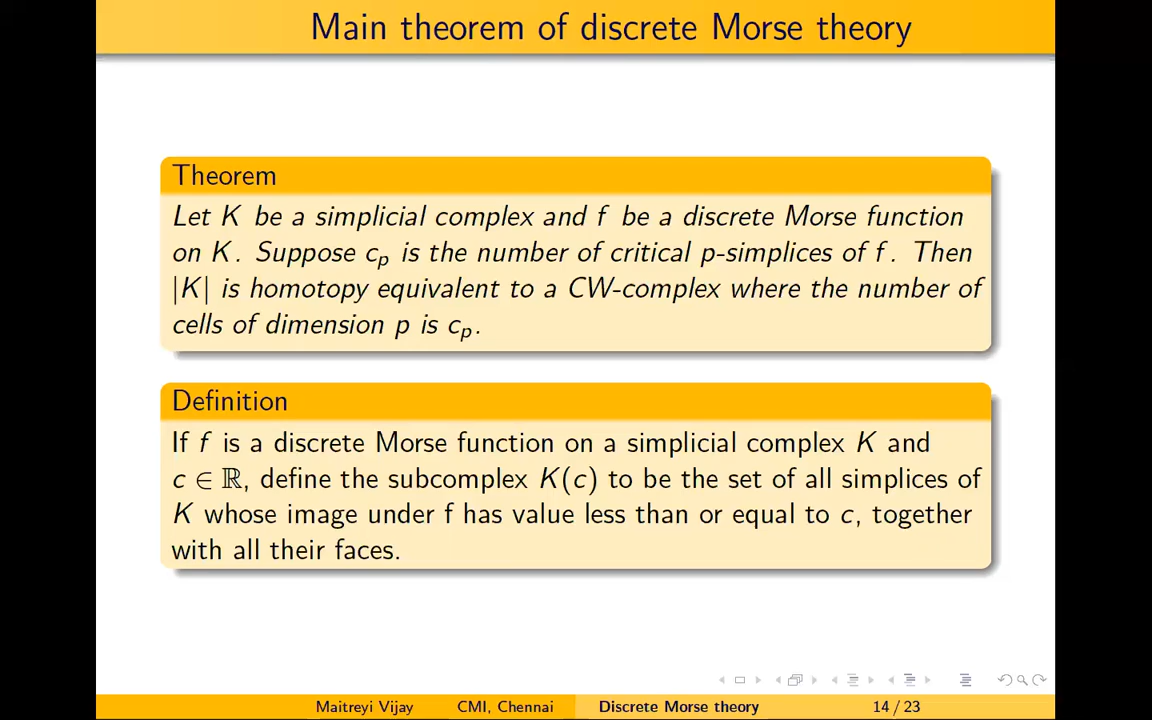 Main theorem of discrete Morse theory
Theorem
Let K be a simplicial complex and f be a discrete Morse function
on K. Suppose cₚ is the number of critical p-simplices of f. Then
|K| is homotopy equivalent to a CW-complex where the number of
cells of dimension p is cₚ.
Definition
If f is a discrete Morse function on a simplicial complex K and
c ∈ ℝ, define the subcomplex K(c) to be the set of all simplices of
K whose image under f has value less than or equal to c, together
with all their faces.
Maitreyi Vijay CMI, Chennai Discrete Morse theory 14 / 23